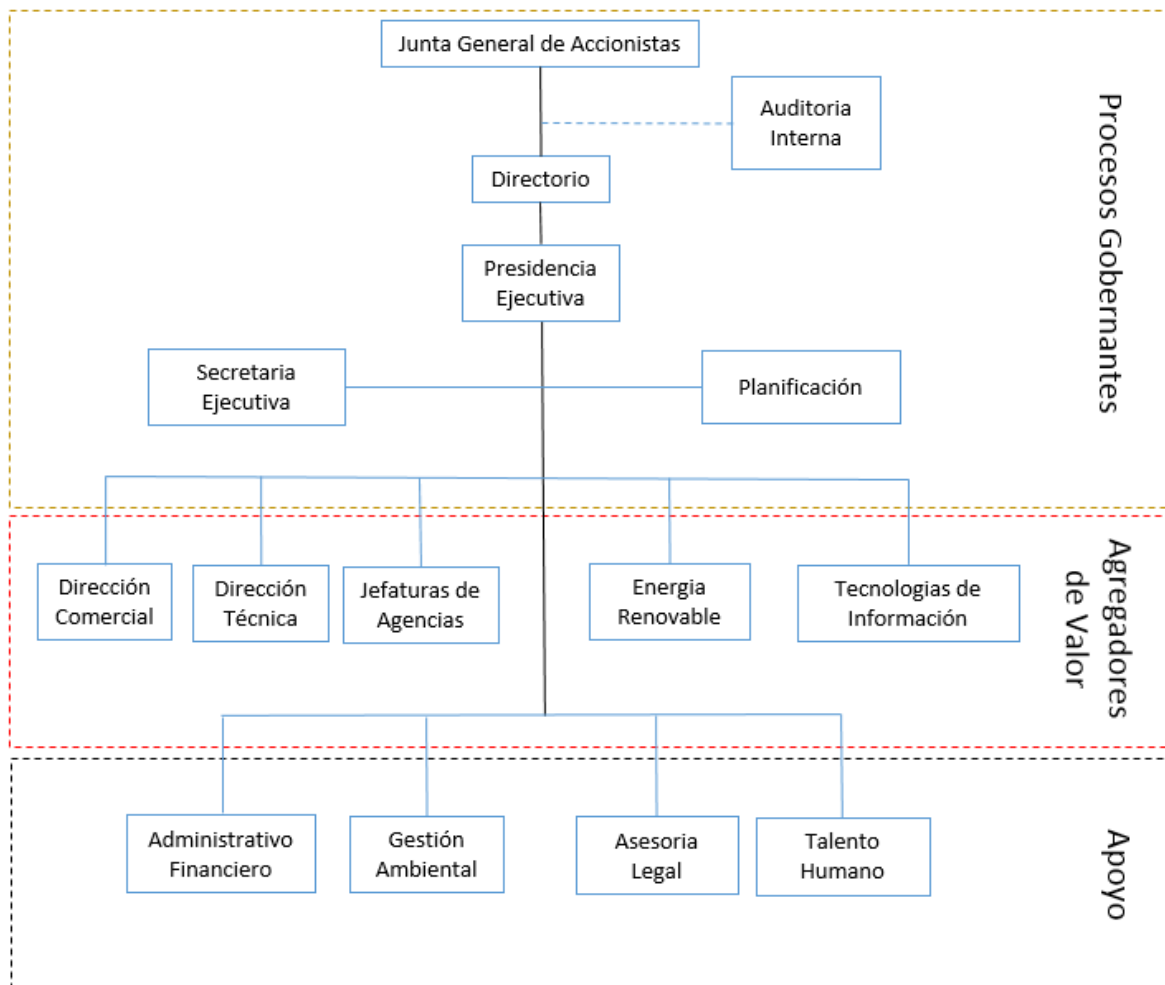 Junta General de Accionistas
Auditoria
Interna
Directorio
Presidencia
Ejecutiva
Secretaria
Ejecutiva
Planificación
Procesos Gobernantes
Dirección
Comercial
Dirección
Técnica
Jefaturas de
Agencias
Energia
Renovable
Tecnologias de
Información
Agregadores
de Valor
Administrativo
Financiero
Gestión
Ambiental
Asesoria
Legal
Talento
Humano
Apoyo